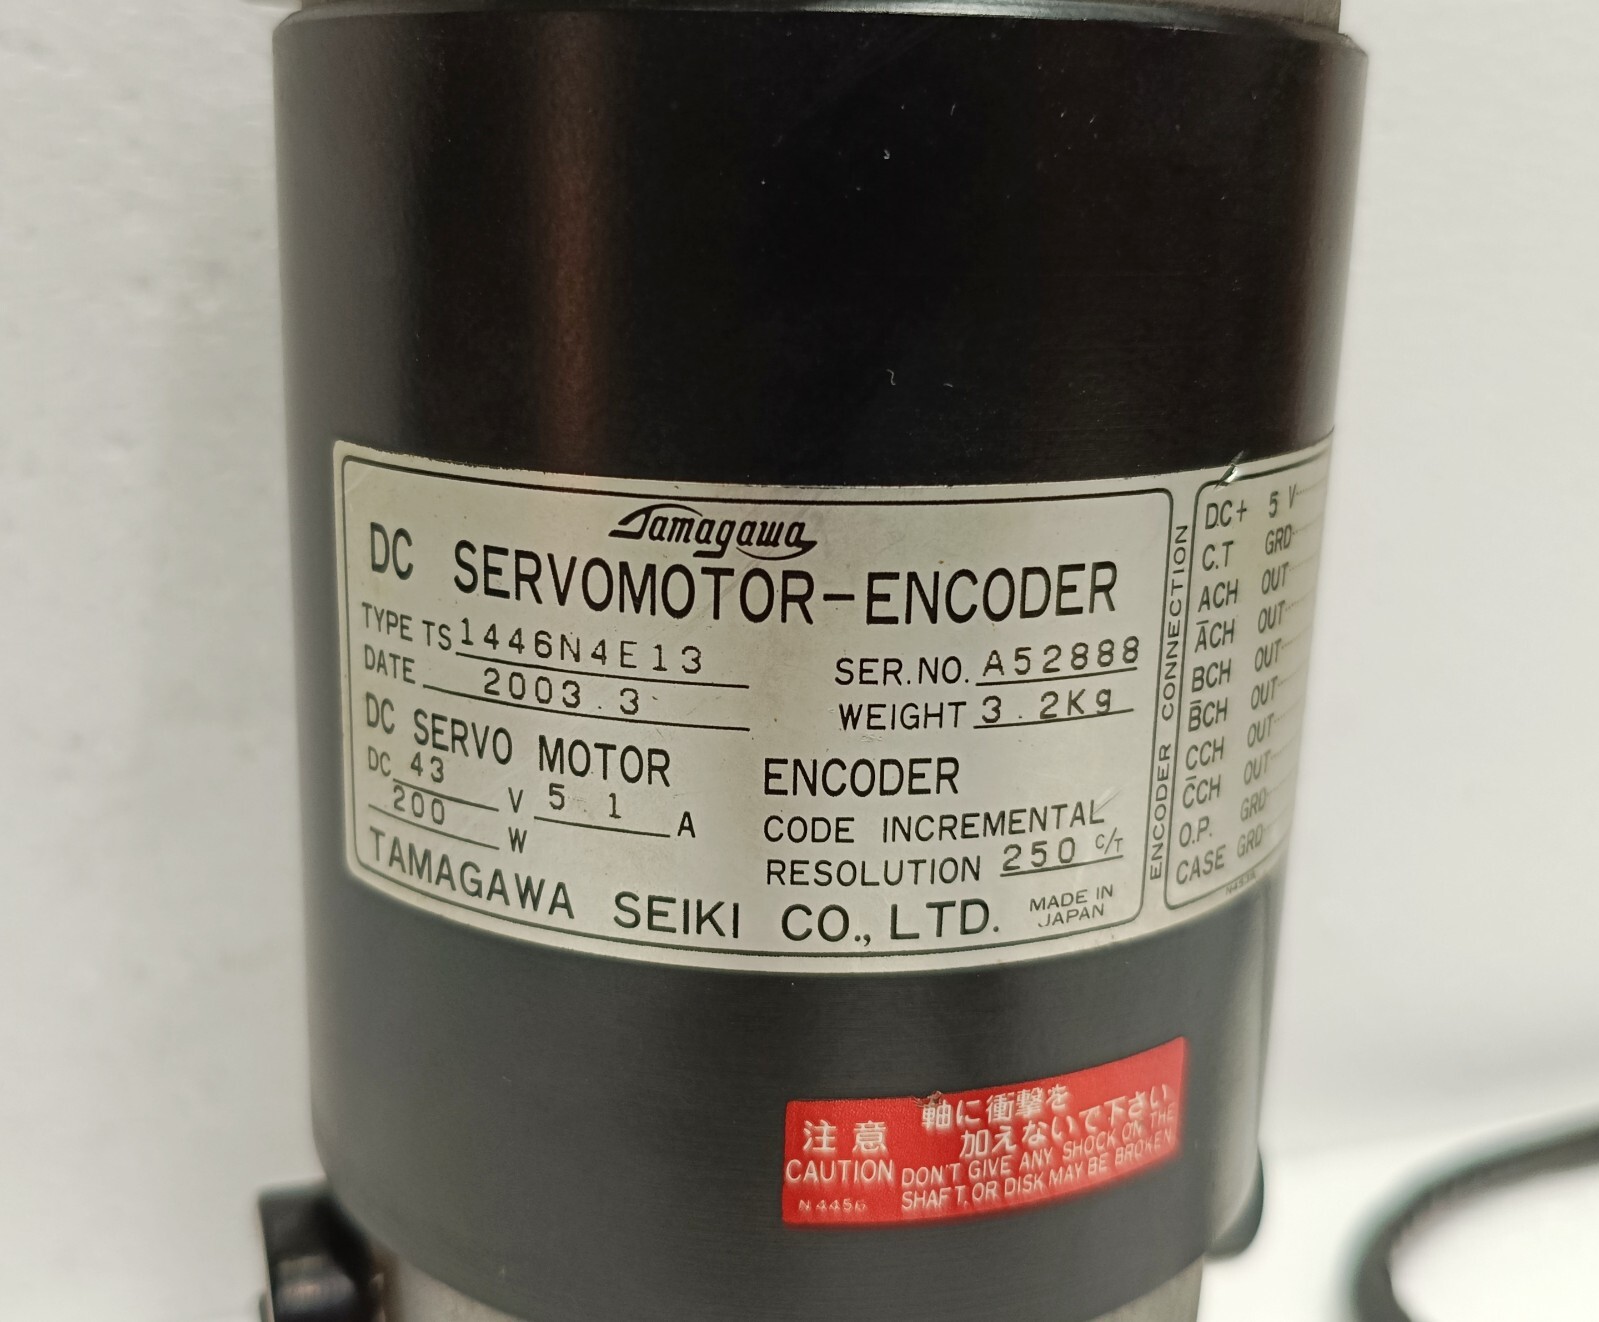 Tamagawa
DC SERVOMOTOR-ENCODER
TYPE TS1446N4E13
SER.NO. A52888
DATE 2003.3
WEIGHT 3.2Kg
DC SERVO MOTOR
DC 43 V 5.1 A
200 W
ENCODER
CODE INCREMENTAL
RESOLUTION 250 C/T
TAMAGAWA SEIKI CO., LTD.
MADE IN
JAPAN
ENCODER CONNECTION
DC+ 5 V
C.T GRD
ACH OUT
A̅CH OUT
BCH OUT
B̅CH OUT
CCH OUT
C̅CH OUT
O.P. GRD
CASE GRD
注意
軸に衝撃を
加えないで下さい
CAUTION
DON'T GIVE ANY SHOCK ON THE
SHAFT, OR DISK MAY BE BROKEN
N4456